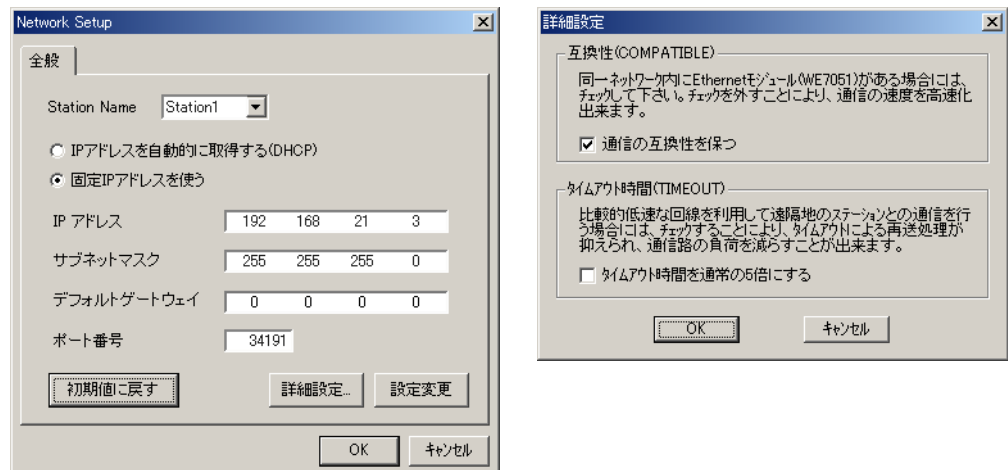 Network Setup
全般
Station Name Station1
IPアドレスを自動的に取得する(DHCP)
固定IPアドレスを使う
IP アドレス 192 168 21 3
サブネットマスク 255 255 255 0
デフォルトゲートウェイ 0 0 0 0
ポート番号 34191
初期値に戻す 詳細設定... 設定変更
OK キャンセル
詳細設定
互換性(COMPATIBLE)
同一ネットワーク内にEthernetモジュール(WE7051)がある場合には、
チェックして下さい。チェックを外すことにより、通信の速度を高速化
出来ます。
通信の互換性を保つ
タイムアウト時間(TIMEOUT)
比較的低速な回線を利用して遠隔地のステーションとの通信を行
う場合には、チェックすることにより、タイムアウトによる再送処理が
抑えられ、通信路の負荷を減らすことが出来ます。
タイムアウト時間を通常の5倍にする
OK キャンセル